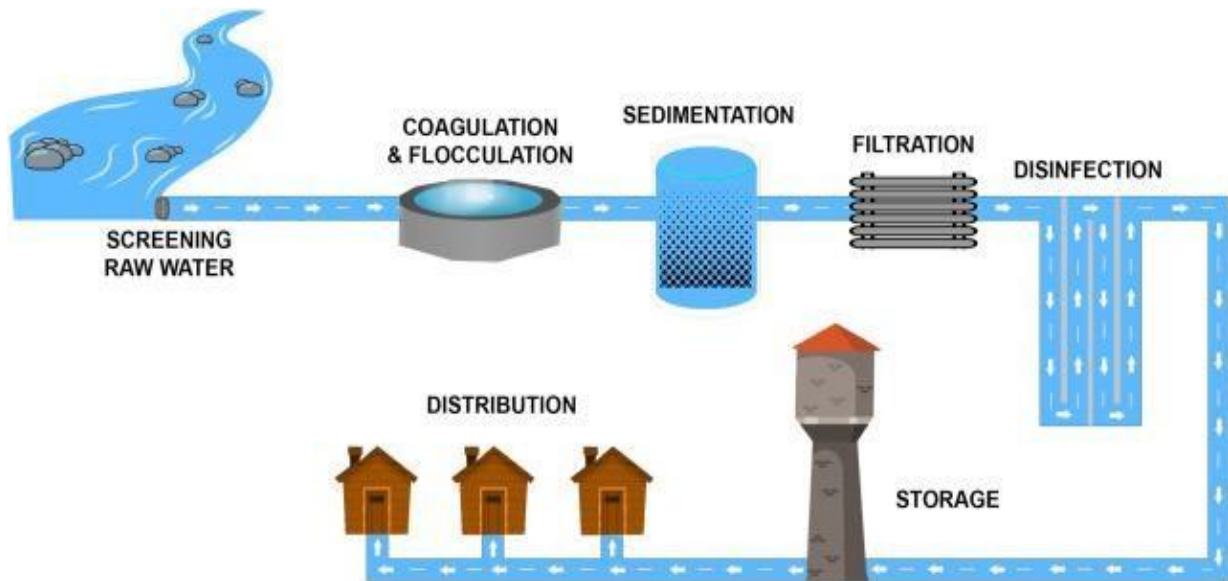 SCREENING
RAW WATER
COAGULATION
& FLOCCULATION
SEDIMENTATION
FILTRATION
DISINFECTION
STORAGE
DISTRIBUTION